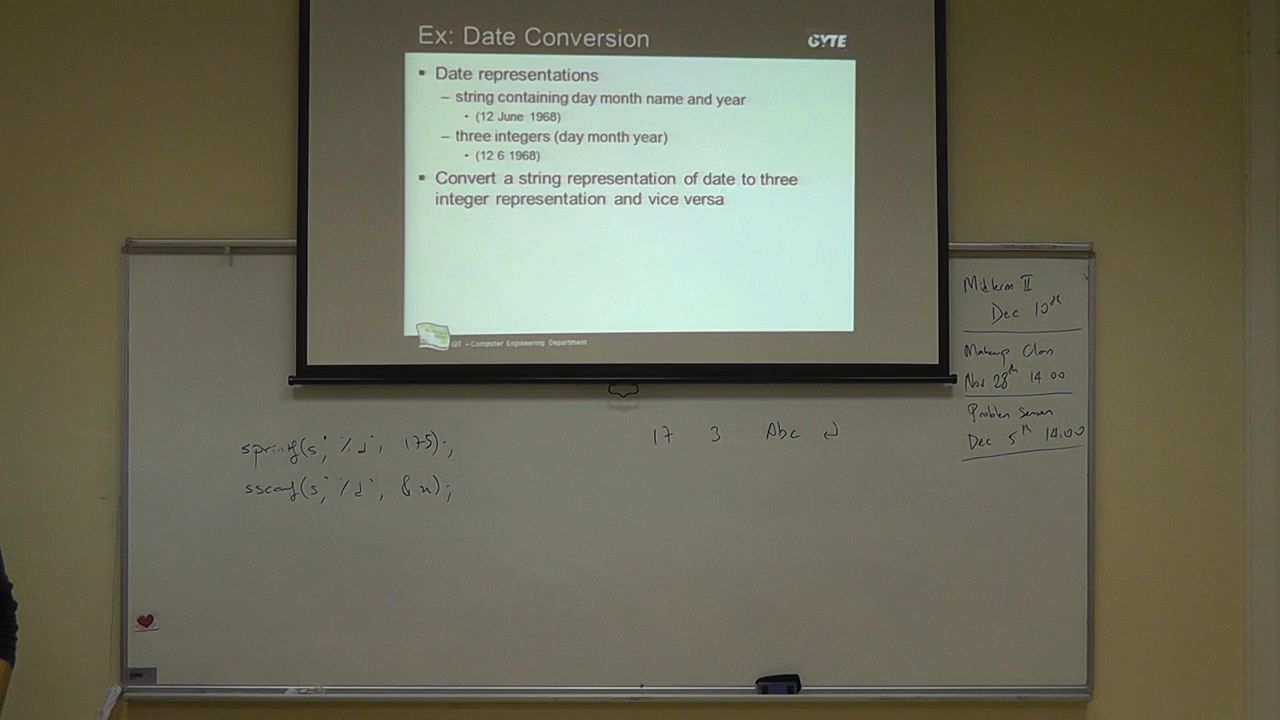 Ex: Date Conversion
GYTE
▪ Date representations
– string containing day month name and year
• (12 June 1968)
– three integers (day month year)
• (12 6 1968)
▪ Convert a string representation of date to three
integer representation and vice versa
GIT – Computer Engineering Department
Midterm II
Dec 10th
Makeup Class
Nov 28th 14:00
Problem
Dec 5th 14:00
sprintf(s, "%d", 175);
sscanf(s, "%d", &n);
17 3 Abc ↵